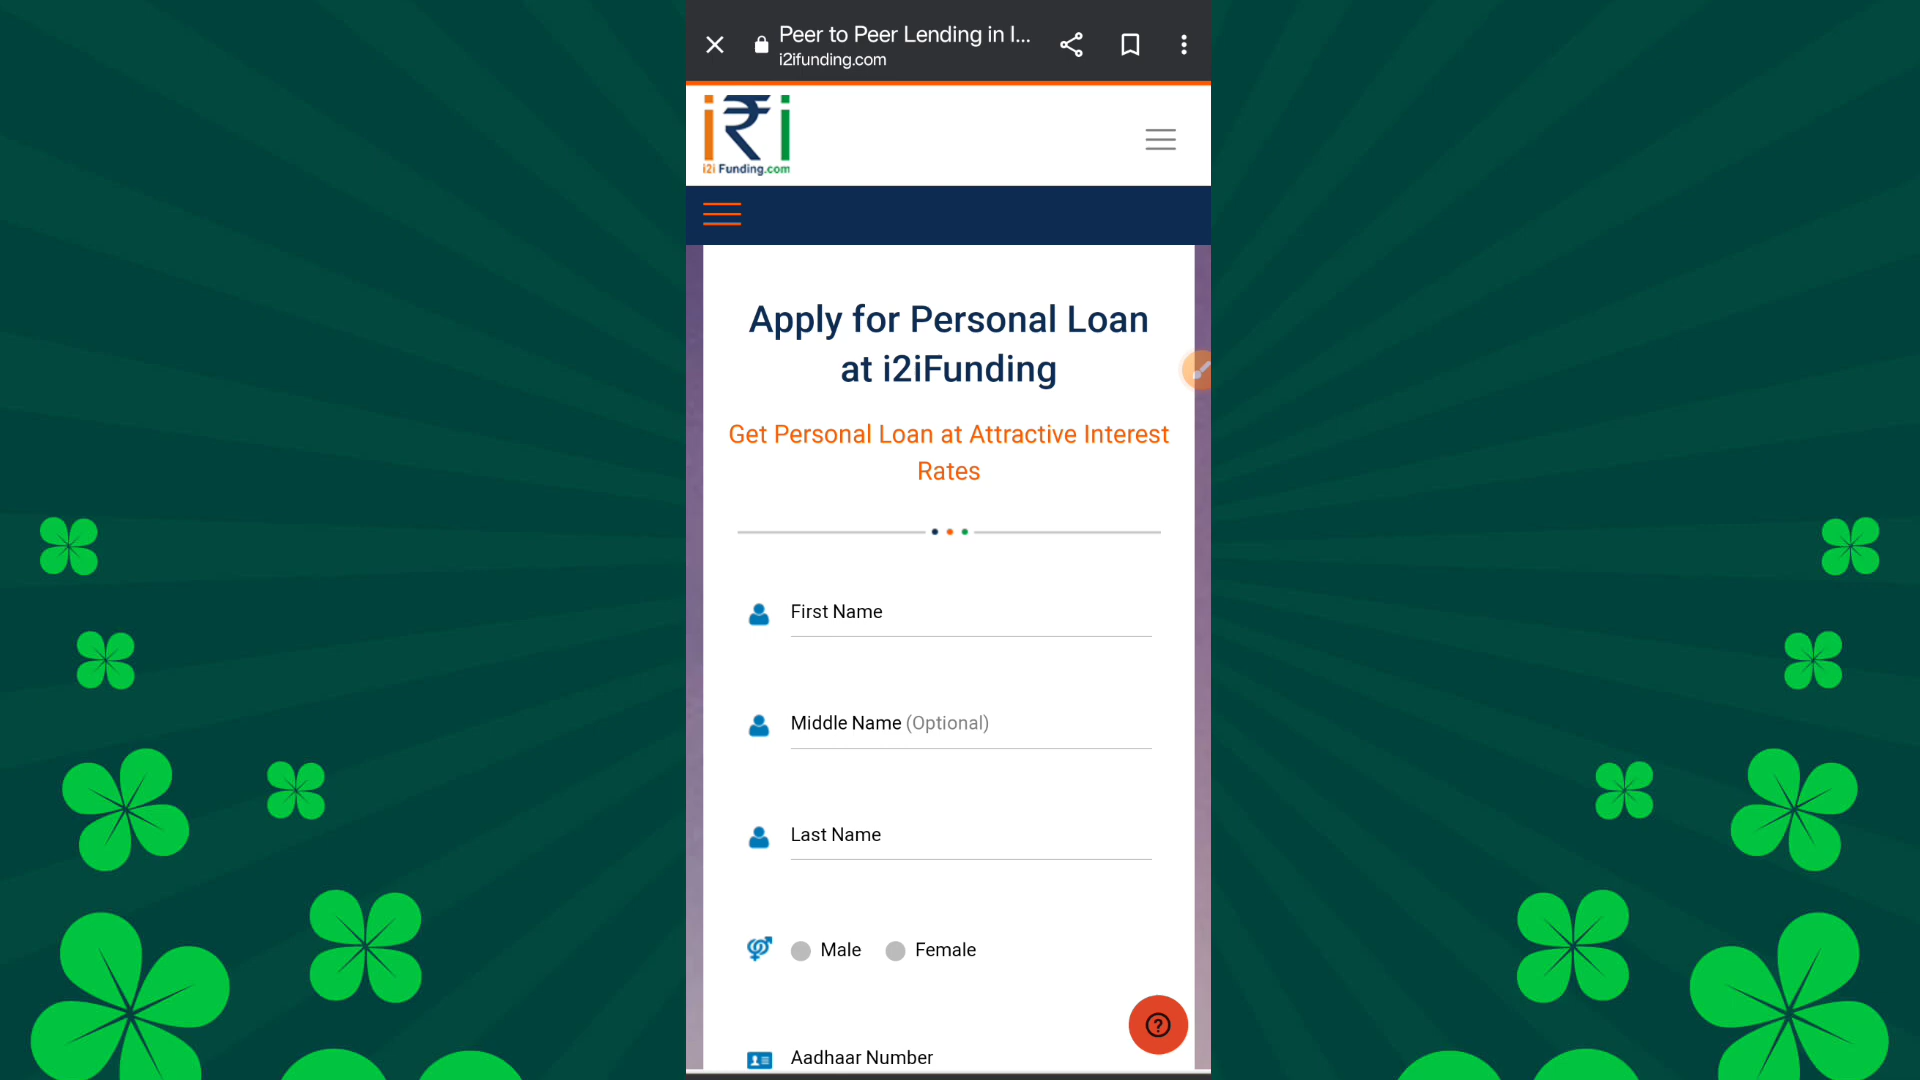 Peer to Peer Lending in I...
i2ifunding.com
i₹i
i2i Funding.com
Apply for Personal Loan
at i2iFunding
Get Personal Loan at Attractive Interest
Rates
First Name
Middle Name (Optional)
Last Name
Male Female
?
Aadhaar Number